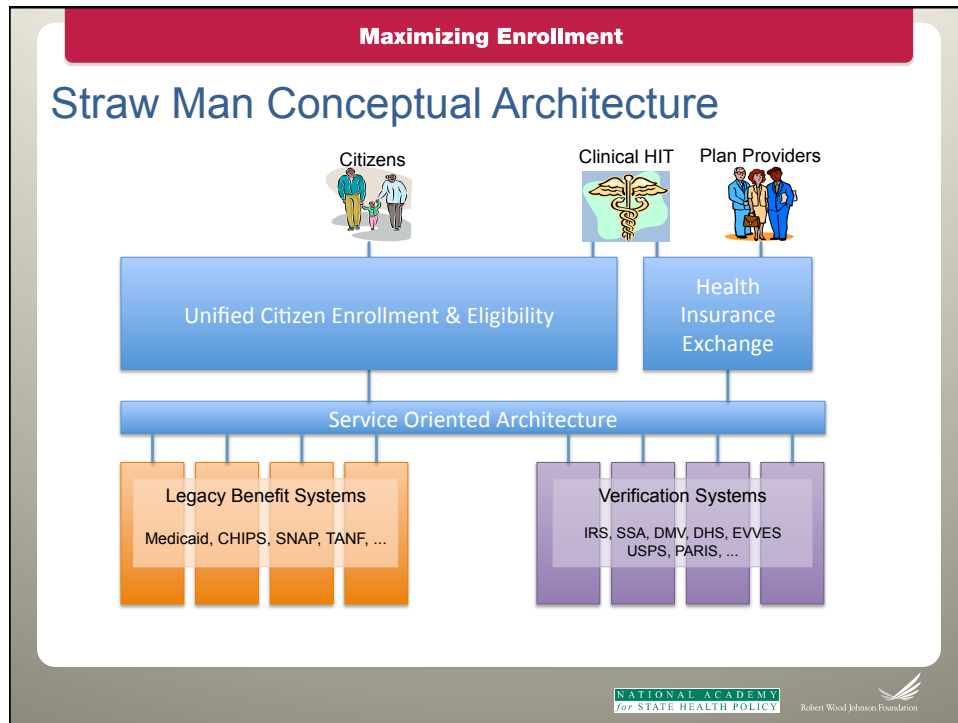 Maximizing Enrollment
Straw Man Conceptual Architecture
Citizens
Clinical HIT
Plan Providers
Unified Citizen Enrollment & Eligibility
Health
Insurance
Exchange
Service Oriented Architecture
Legacy Benefit Systems
Medicaid, CHIPS, SNAP, TANF, ...
Verification Systems
IRS, SSA, DMV, DHS, EVVES
USPS, PARIS, ...
NATIONAL ACADEMY
for STATE HEALTH POLICY
Robert Wood Johnson Foundation